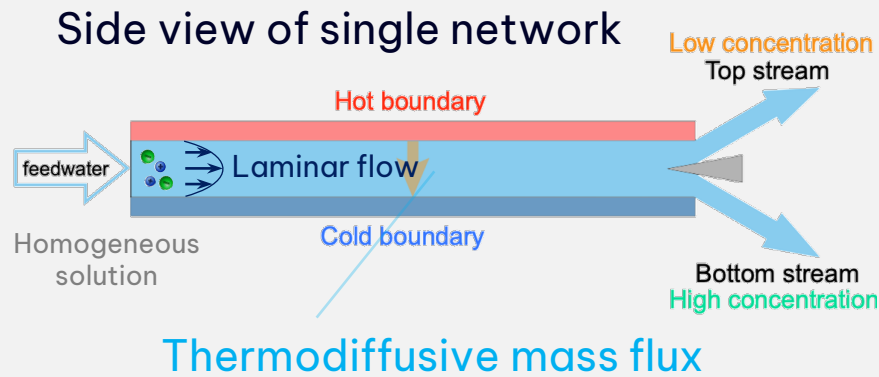 Side view of single network
Low concentration
Top stream
Hot boundary
feedwater
Laminar flow
Homogeneous
solution
Cold boundary
Bottom stream
High concentration
Thermodiffusive mass flux